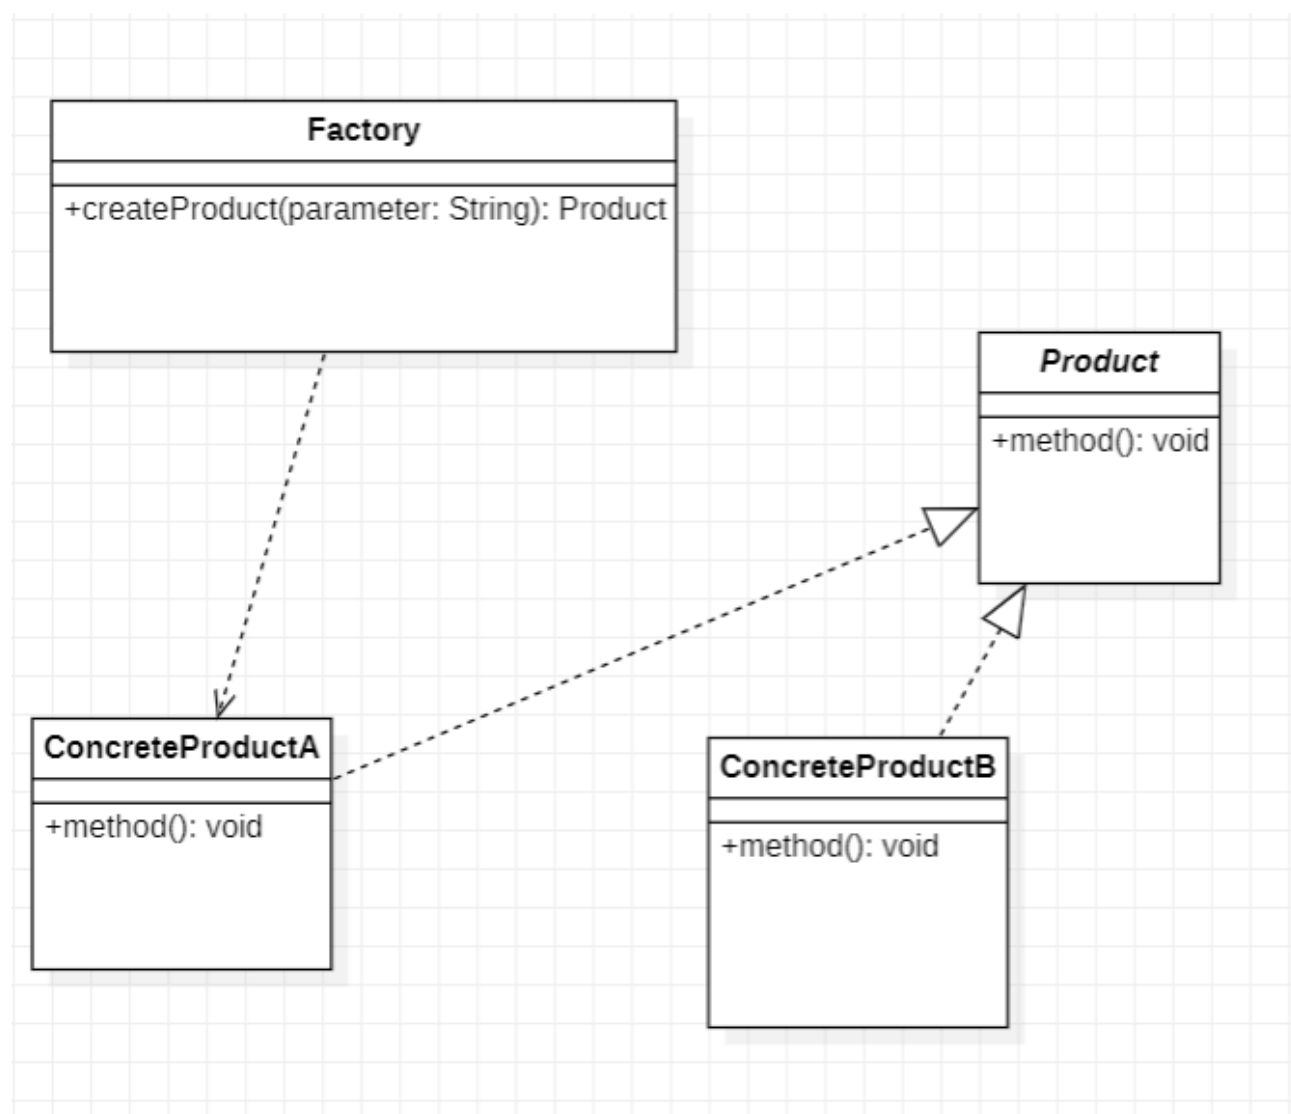 Factory
+createProduct(parameter: String): Product
Product
+method(): void
ConcreteProductA
+method(): void
ConcreteProductB
+method(): void